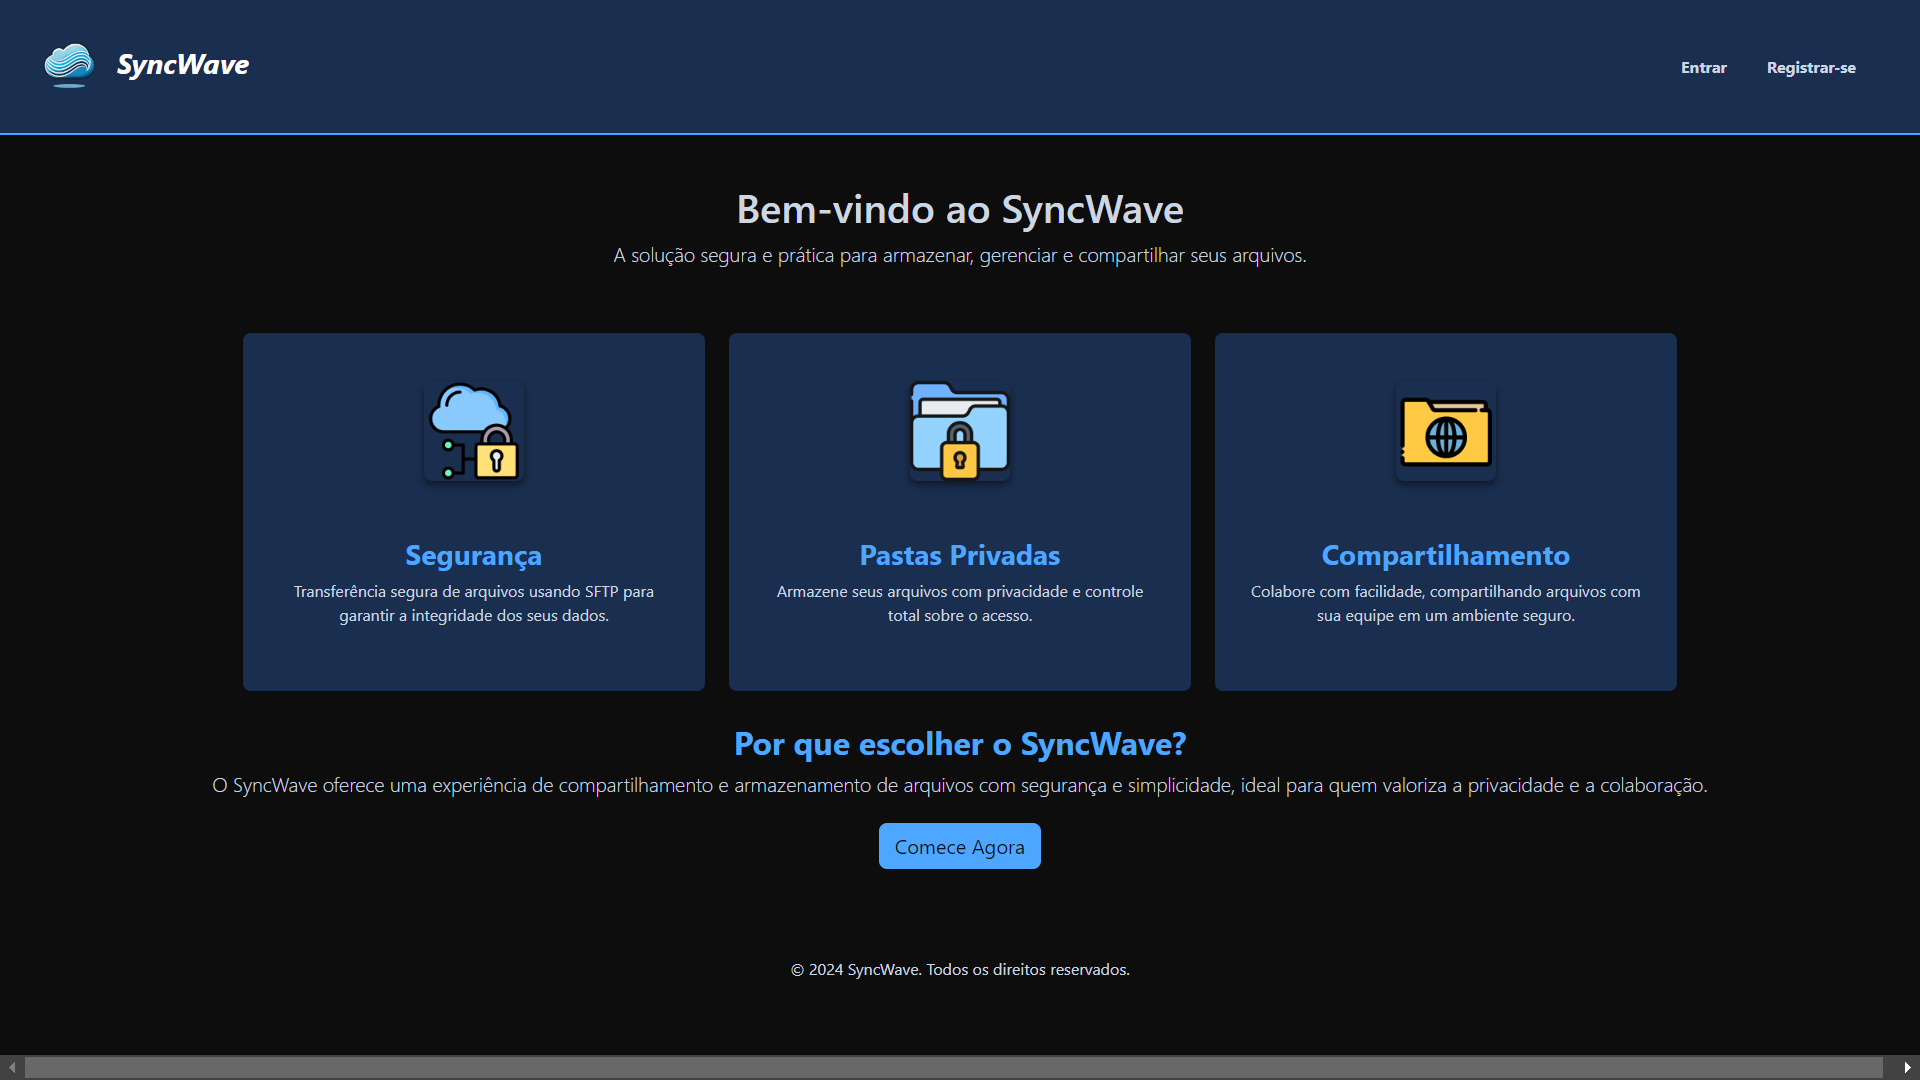 SyncWave
Entrar
Registrar-se
Bem-vindo ao SyncWave
A solução segura e prática para armazenar, gerenciar e compartilhar seus arquivos.
Segurança
Transferência segura de arquivos usando SFTP para
garantir a integridade dos seus dados.
Pastas Privadas
Armazene seus arquivos com privacidade e controle
total sobre o acesso.
Compartilhamento
Colabore com facilidade, compartilhando arquivos com
sua equipe em um ambiente seguro.
Por que escolher o SyncWave?
O SyncWave oferece uma experiência de compartilhamento e armazenamento de arquivos com segurança e simplicidade, ideal para quem valoriza a privacidade e a colaboração.
Comece Agora
© 2024 SyncWave. Todos os direitos reservados.